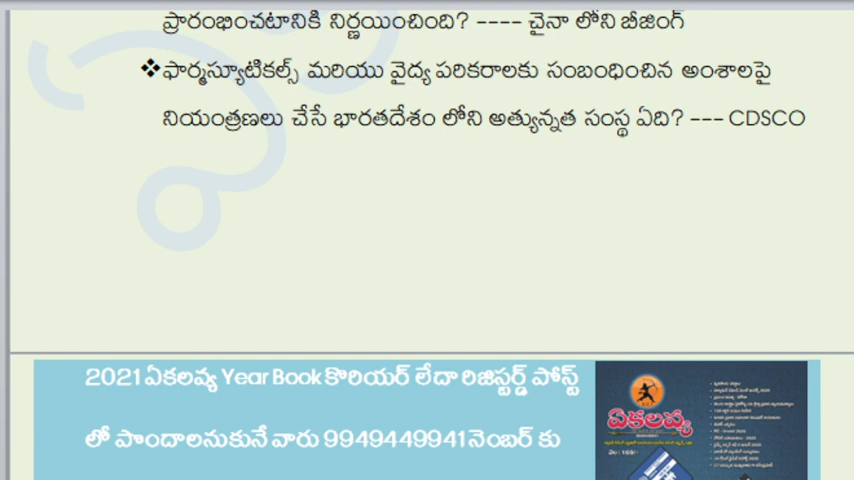 ప్రారంభించటానికి నిర్ణయించింది? ---- చైనా లోని బీజింగ్
❖ఫార్మస్యూటికల్స్ మరియు వైద్య పరికరాలకు సంబంధించిన అంశాలపై
నియంత్రణలు చేసే భారతదేశం లోని అత్యున్నత సంస్థ ఏది? --- CDSCO
2021 ఏకలవ్య Year Book కొరియర్ లేదా రిజిస్టర్డ్ పోస్ట్
లో పొందాలనుకునే వారు 9949449941 నెంబర్ కు
ఏకలవ్య